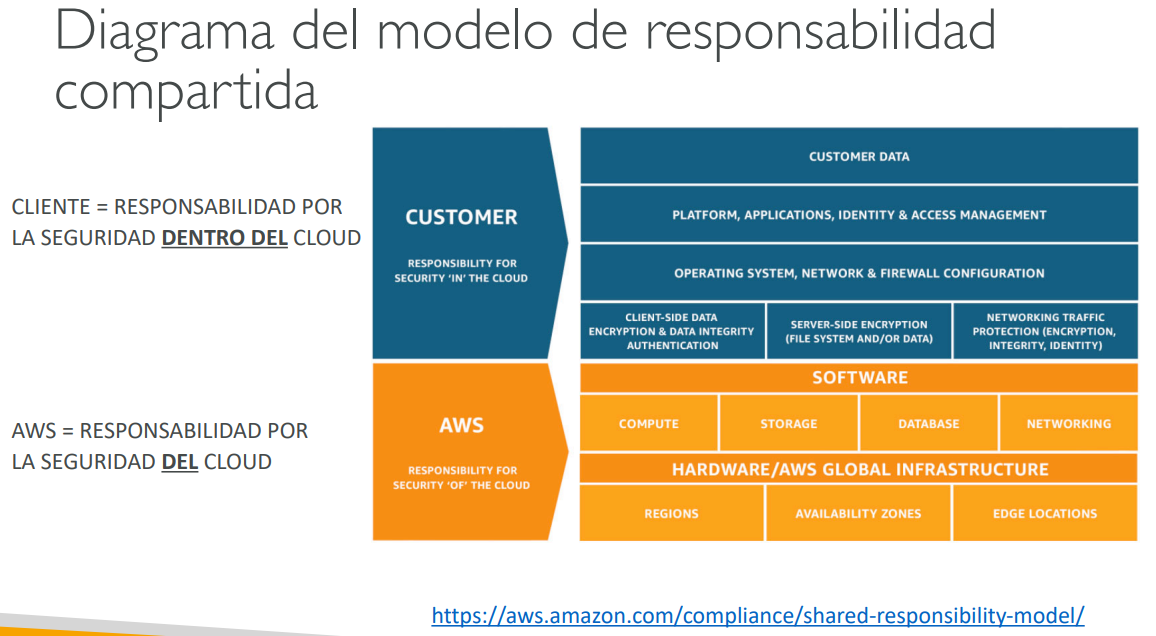 Diagrama del modelo de responsabilidad
compartida
CLIENTE = RESPONSABILIDAD POR
LA SEGURIDAD DENTRO DEL CLOUD
CUSTOMER
RESPONSIBILITY FOR
SECURITY ‘IN’ THE CLOUD
CUSTOMER DATA
PLATFORM, APPLICATIONS, IDENTITY & ACCESS MANAGEMENT
OPERATING SYSTEM, NETWORK & FIREWALL CONFIGURATION
CLIENT-SIDE DATA
ENCRYPTION & DATA INTEGRITY
AUTHENTICATION
SERVER-SIDE ENCRYPTION
(FILE SYSTEM AND/OR DATA)
NETWORKING TRAFFIC
PROTECTION (ENCRYPTION,
INTEGRITY, IDENTITY)
AWS = RESPONSABILIDAD POR
LA SEGURIDAD DEL CLOUD
AWS
RESPONSIBILITY FOR
SECURITY ‘OF’ THE CLOUD
SOFTWARE
COMPUTE
STORAGE
DATABASE
NETWORKING
HARDWARE/AWS GLOBAL INFRASTRUCTURE
REGIONS
AVAILABILITY ZONES
EDGE LOCATIONS
https://aws.amazon.com/compliance/shared-responsibility-model/